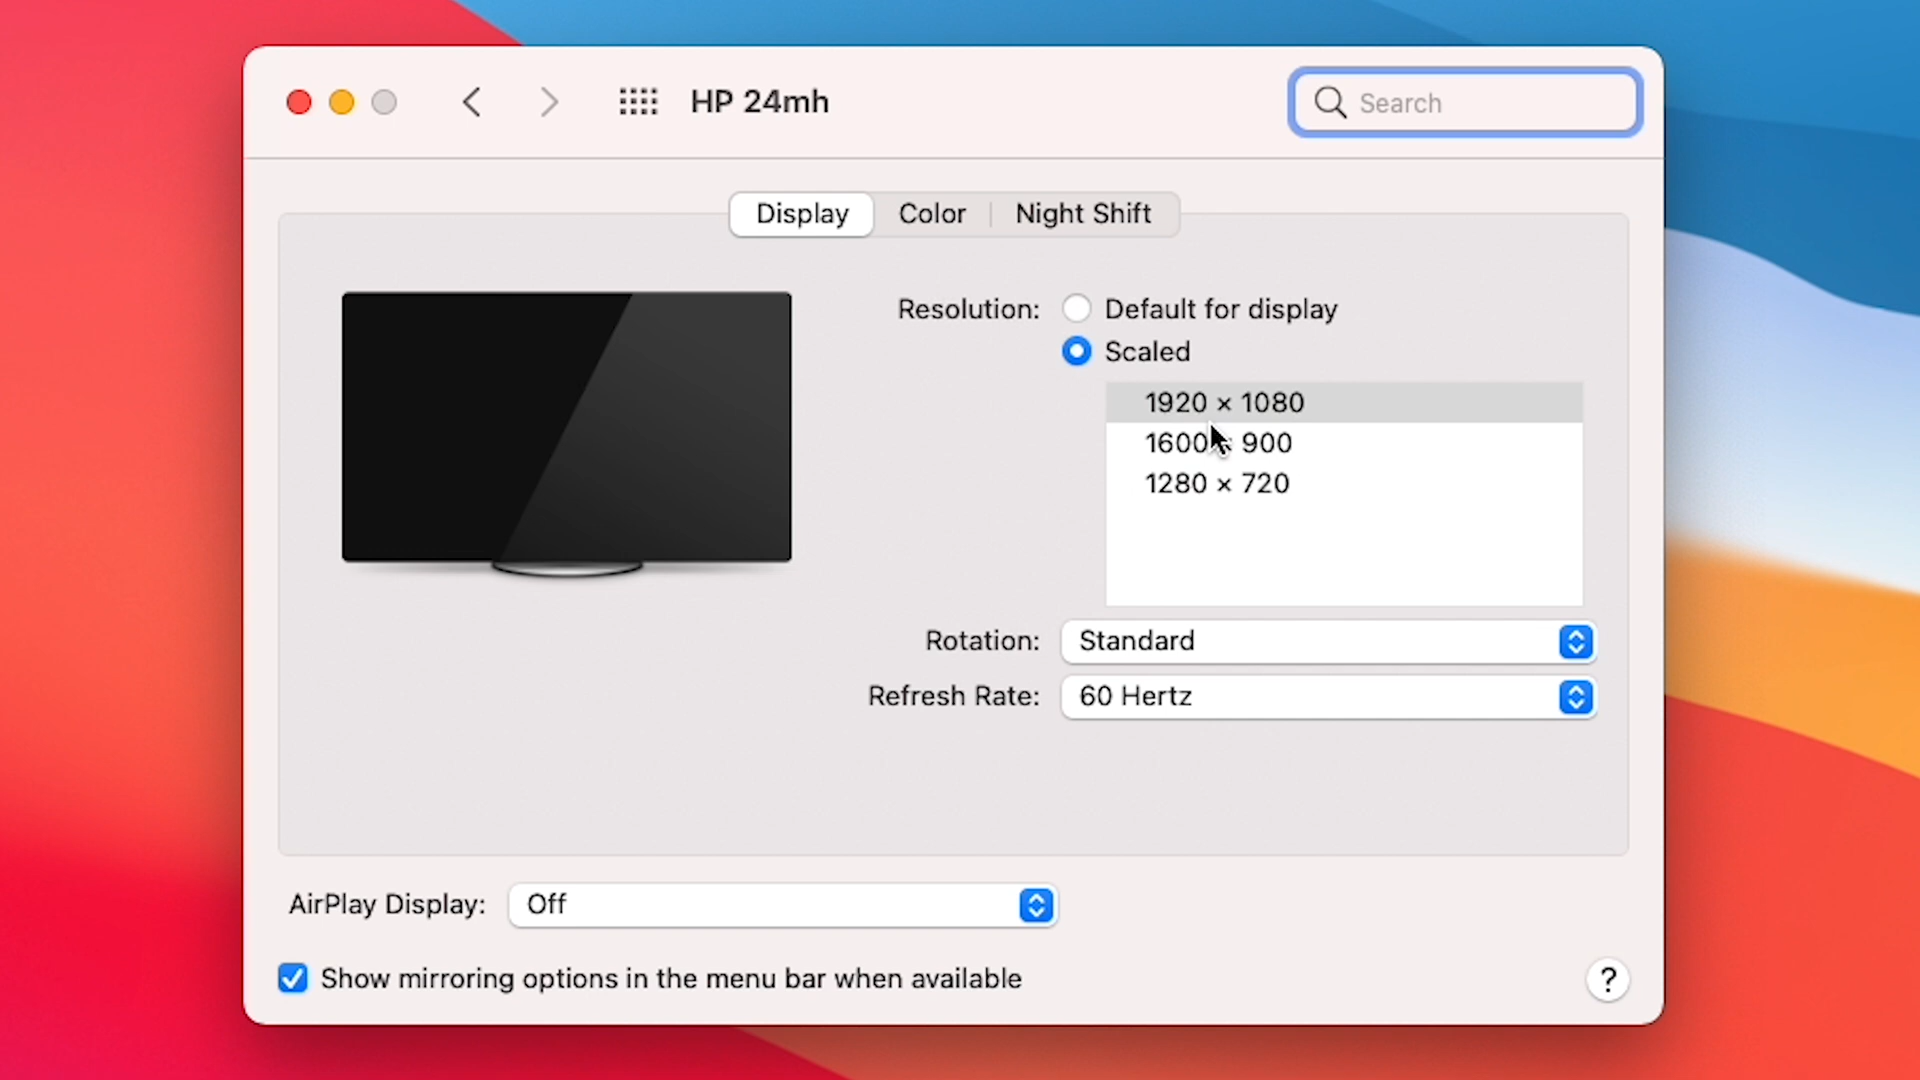 HP 24mh
Search
Display Color Night Shift
Resolution: Default for display
Scaled
1920 × 1080
1600 × 900
1280 × 720
Rotation: Standard
Refresh Rate: 60 Hertz
AirPlay Display: Off
Show mirroring options in the menu bar when available
?